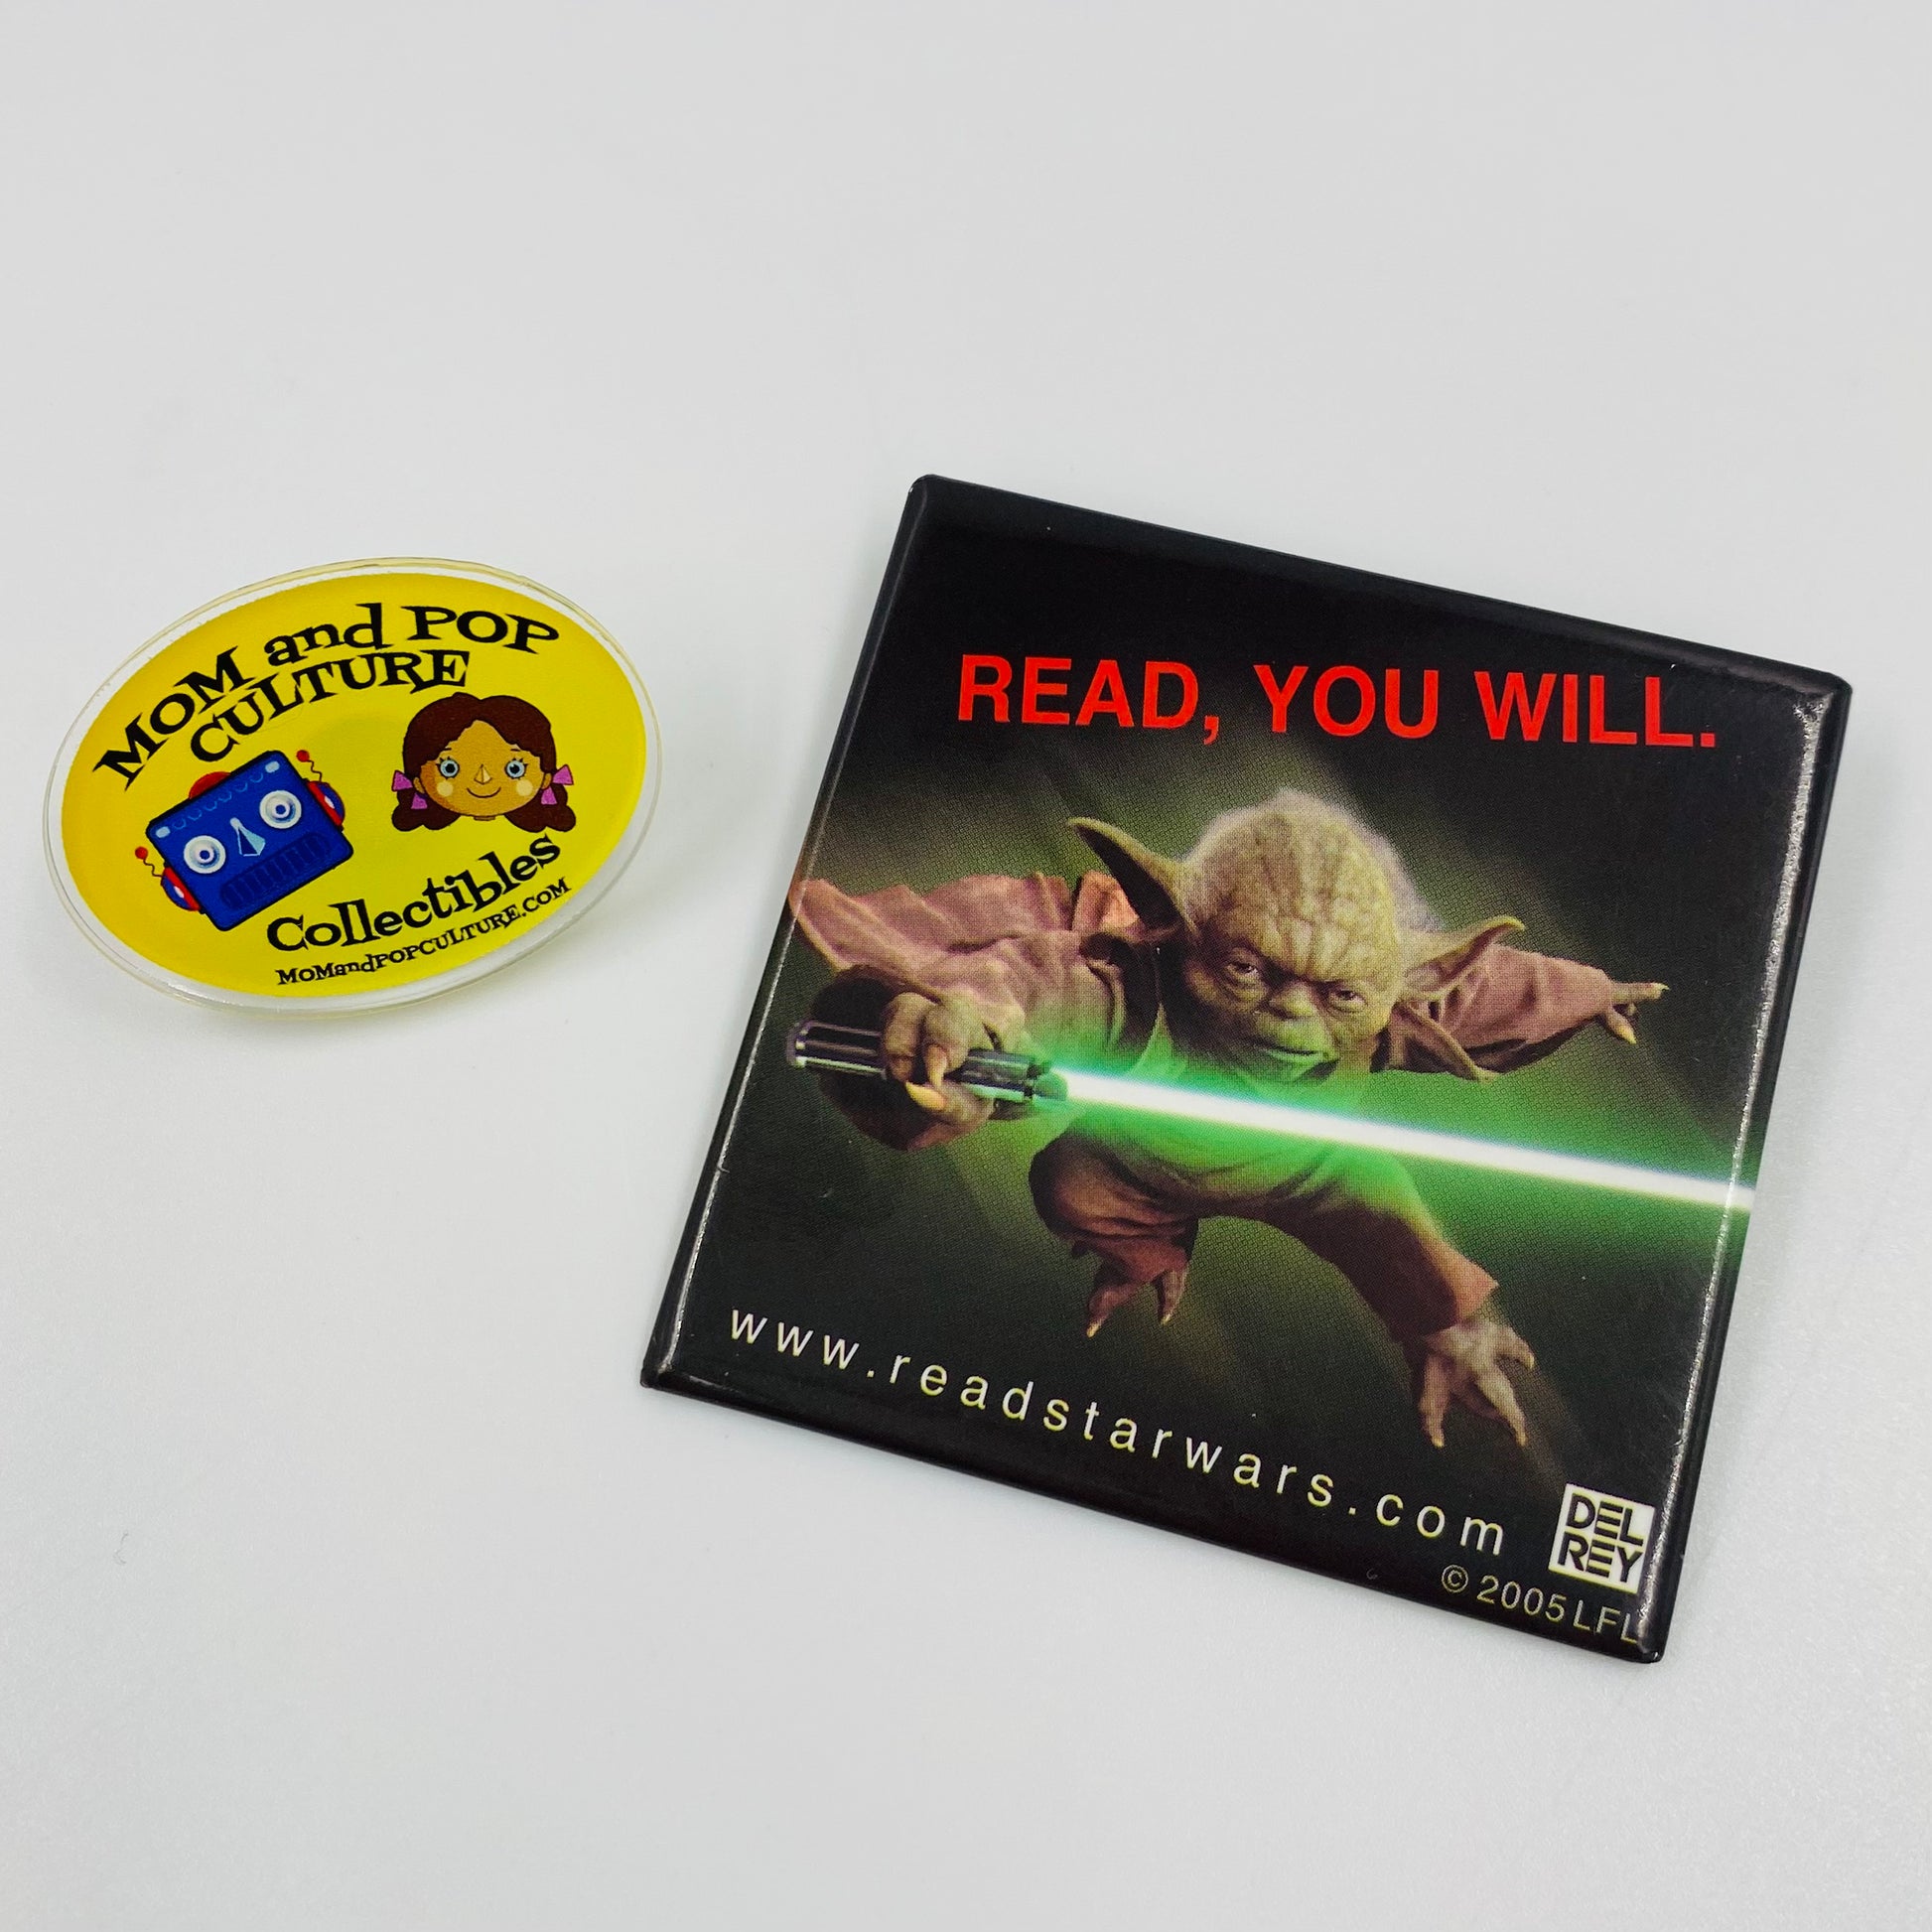 MOM and POP
CULTURE
Collectibles
MOMandPOPCULTURE.COM
READ, YOU WILL.
www.readstarwars.com
DEL
REY
© 2005 LFL